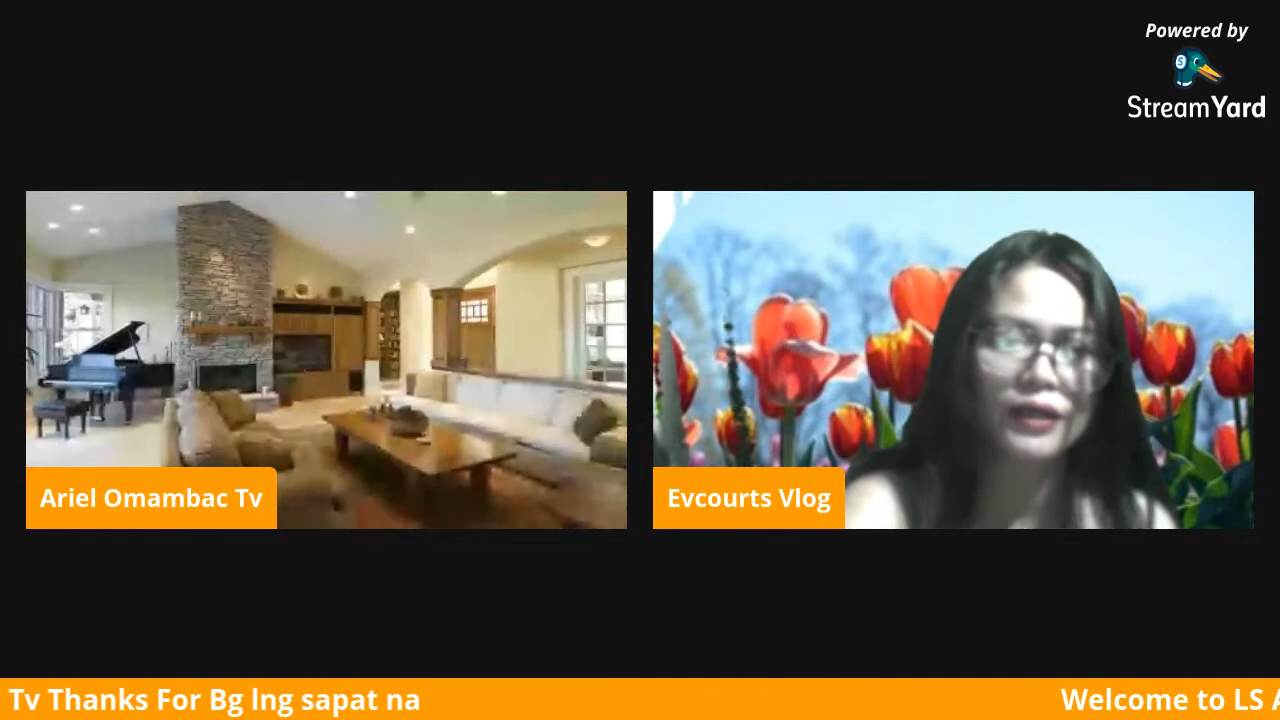 Powered by
StreamYard
Ariel Omambac Tv
Evcourts Vlog
Tv Thanks For Bg lng sapat na
Welcome to LS